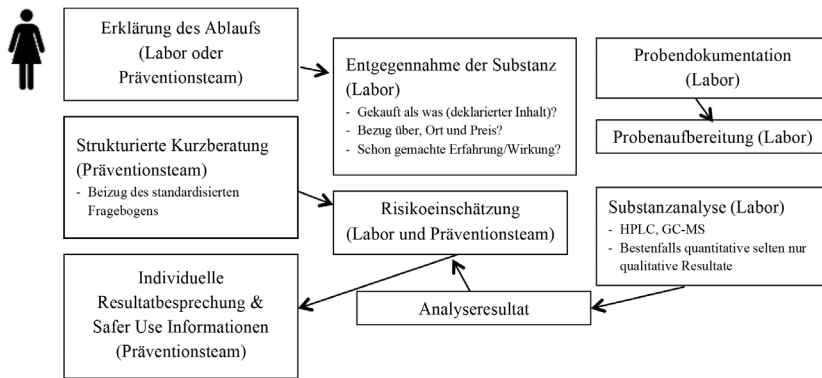 Erklärung des Ablaufs
(Labor oder
Präventionsteam)
Entgegennahme der Substanz
(Labor)
- Gekauft als was (deklarierter Inhalt)?
- Bezug über, Ort und Preis?
- Schon gemachte Erfahrung/Wirkung?
Probendokumentation
(Labor)
Probenaufbereitung (Labor)
Strukturierte Kurzberatung
(Präventionsteam)
- Beizug des standardisierten
Fragebogens
Risikoeinschätzung
(Labor und Präventionsteam)
Substanzanalyse (Labor)
- HPLC, GC-MS
- Bestenfalls quantitative selten nur
qualitative Resultate
Individuelle
Resultatbesprechung &
Safer Use Informationen
(Präventionsteam)
Analyseresultat